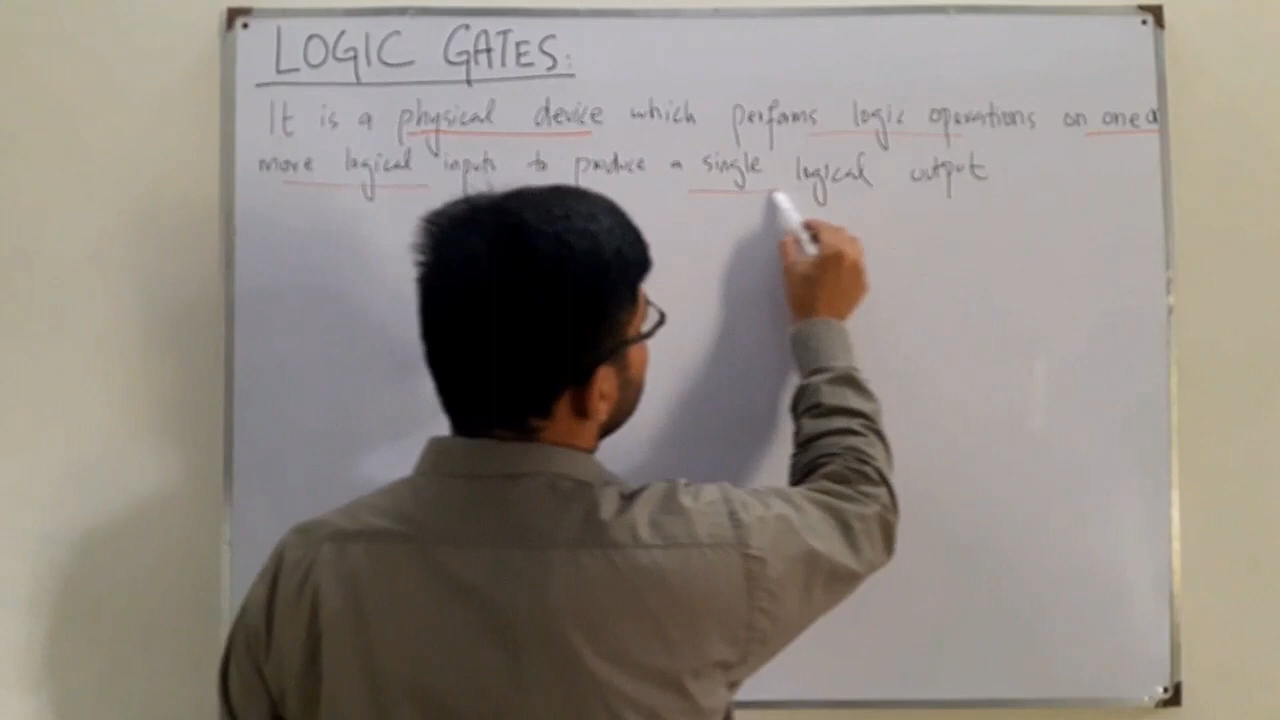 LOGIC GATES:
It is a physical device which performs logic operations on one or
more logical inputs to produce a single logical output